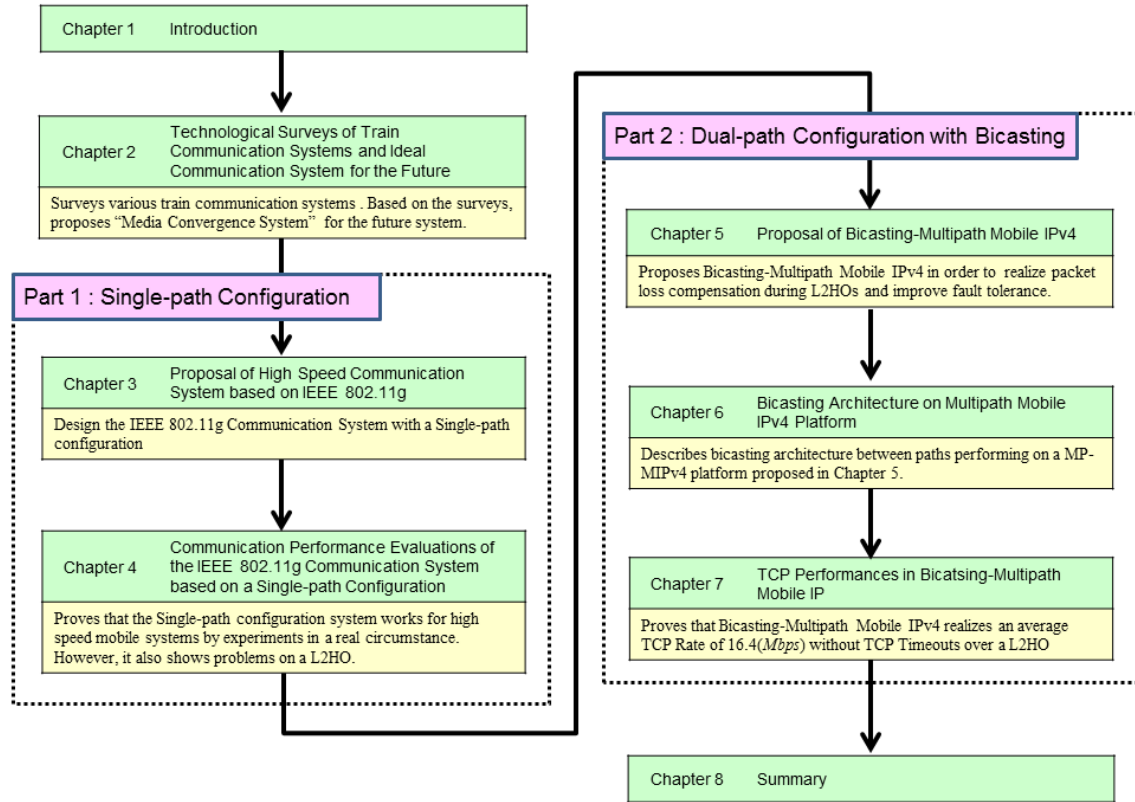 Chapter 1 Introduction
Chapter 2 Technological Surveys of Train
Communication Systems and Ideal
Communication System for the Future
Surveys various train communication systems . Based on the surveys,
proposes “Media Convergence System” for the future system.
Part 1 : Single-path Configuration
Chapter 3 Proposal of High Speed Communication
System based on IEEE 802.11g
Design the IEEE 802.11g Communication System with a Single-path
configuration
Chapter 4 Communication Performance Evaluations of
the IEEE 802.11g Communication System
based on a Single-path Configuration
Proves that the Single-path configuration system works for high
speed mobile systems by experiments in a real circumstance.
However, it also shows problems on a L2HO.
Part 2 : Dual-path Configuration with Bicasting
Chapter 5 Proposal of Bicasting-Multipath Mobile IPv4
Proposes Bicasting-Multipath Mobile IPv4 in order to realize packet
loss compensation during L2HOs and improve fault tolerance.
Chapter 6 Bicasting Architecture on Multipath Mobile
IPv4 Platform
Describes bicasting architecture between paths performing on a MP-
MIPv4 platform proposed in Chapter 5.
Chapter 7 TCP Performances in Bicatsing-Multipath
Mobile IP
Proves that Bicasting-Multipath Mobile IPv4 realizes an average
TCP Rate of 16.4(Mbps) without TCP Timeouts over a L2HO
Chapter 8 Summary